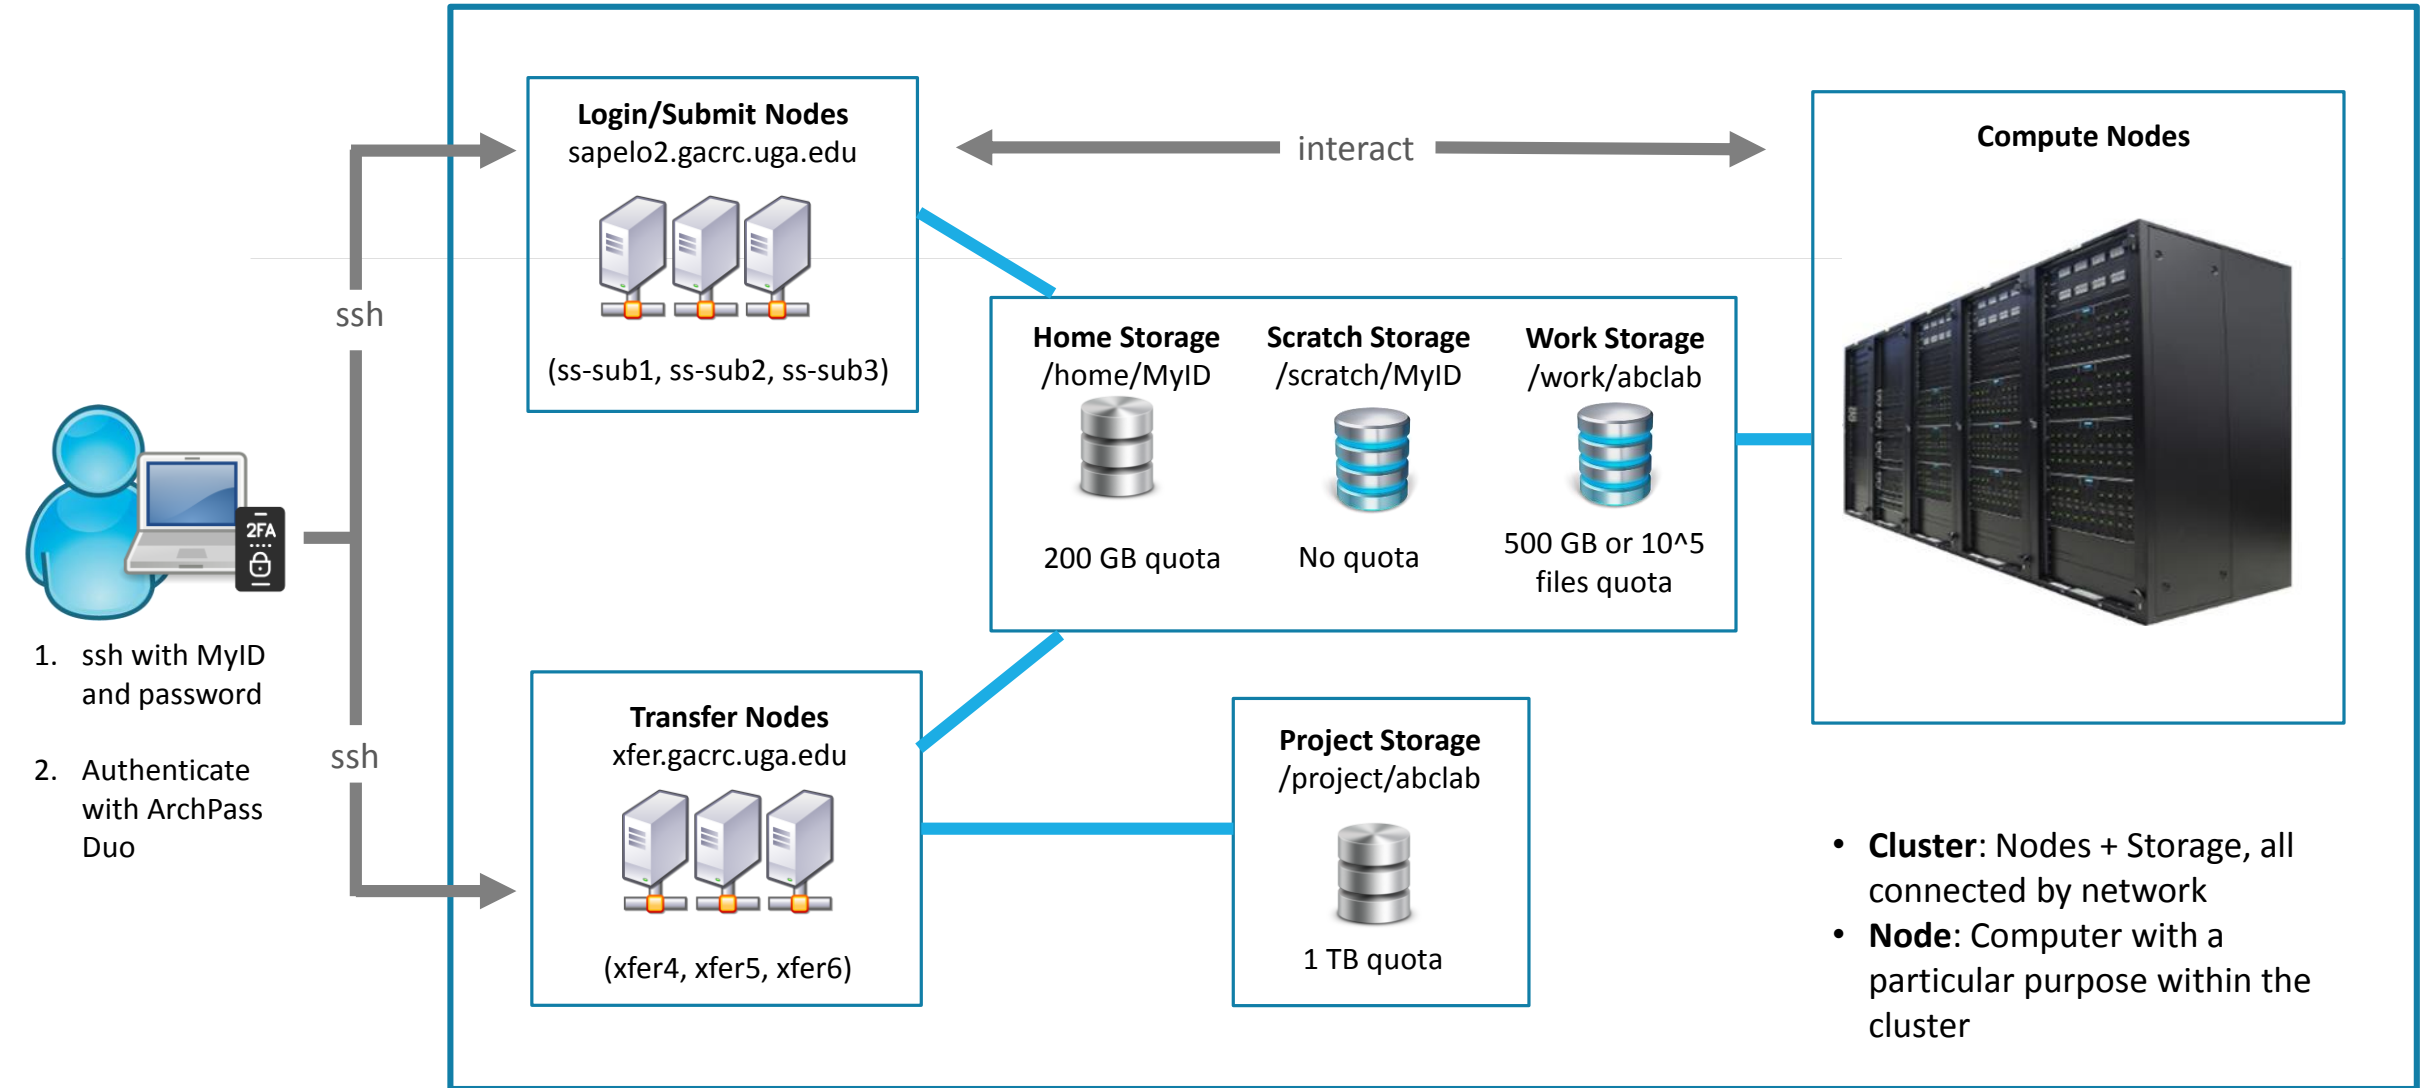 Login/Submit Nodes
sapelo2.gacrc.uga.edu
(ss-sub1, ss-sub2, ss-sub3)
interact
Compute Nodes
ssh
Home Storage
/home/MyID
200 GB quota
Scratch Storage
/scratch/MyID
No quota
Work Storage
/work/abclab
500 GB or 10^5
files quota
2FA
1. ssh with MyID
and password
2. Authenticate
with ArchPass
Duo
ssh
Transfer Nodes
xfer.gacrc.uga.edu
(xfer4, xfer5, xfer6)
Project Storage
/project/abclab
1 TB quota
• Cluster: Nodes + Storage, all
connected by network
• Node: Computer with a
particular purpose within the
cluster